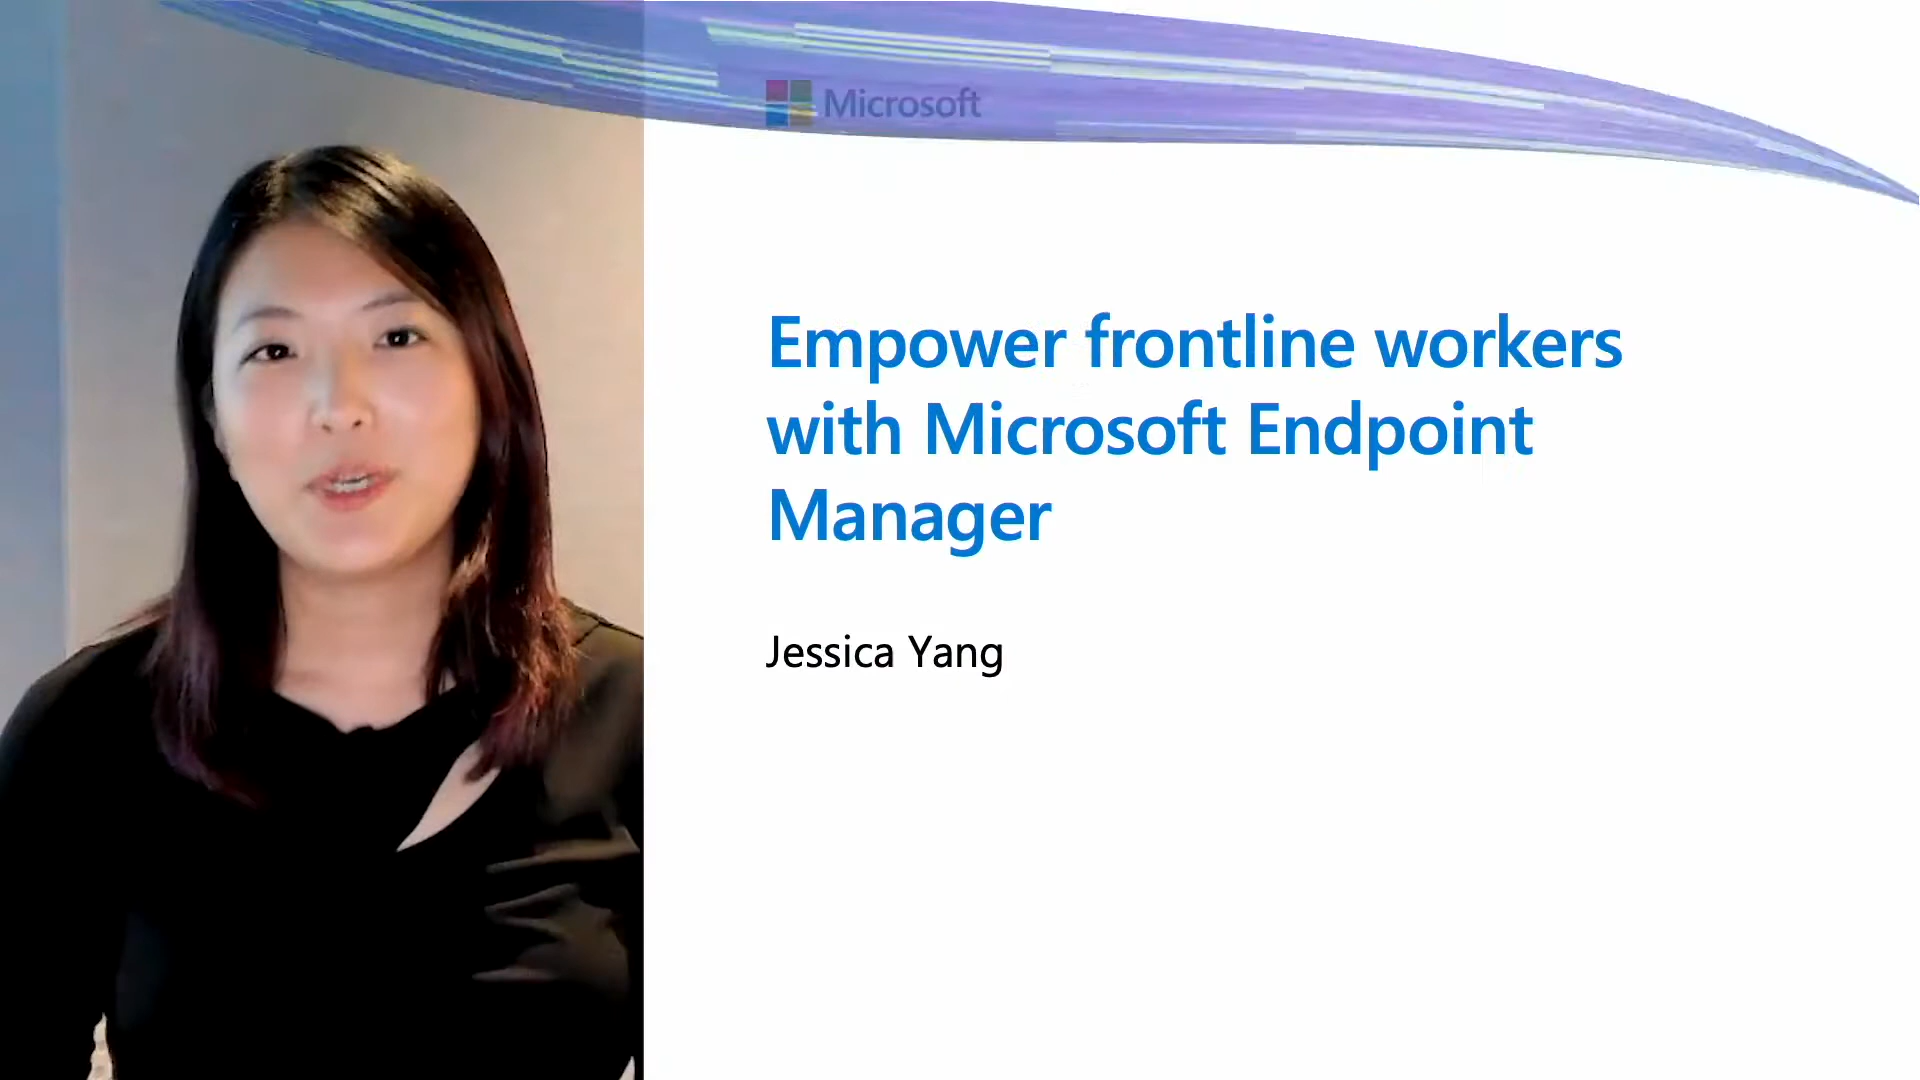 Microsoft
Empower frontline workers
with Microsoft Endpoint
Manager
Jessica Yang